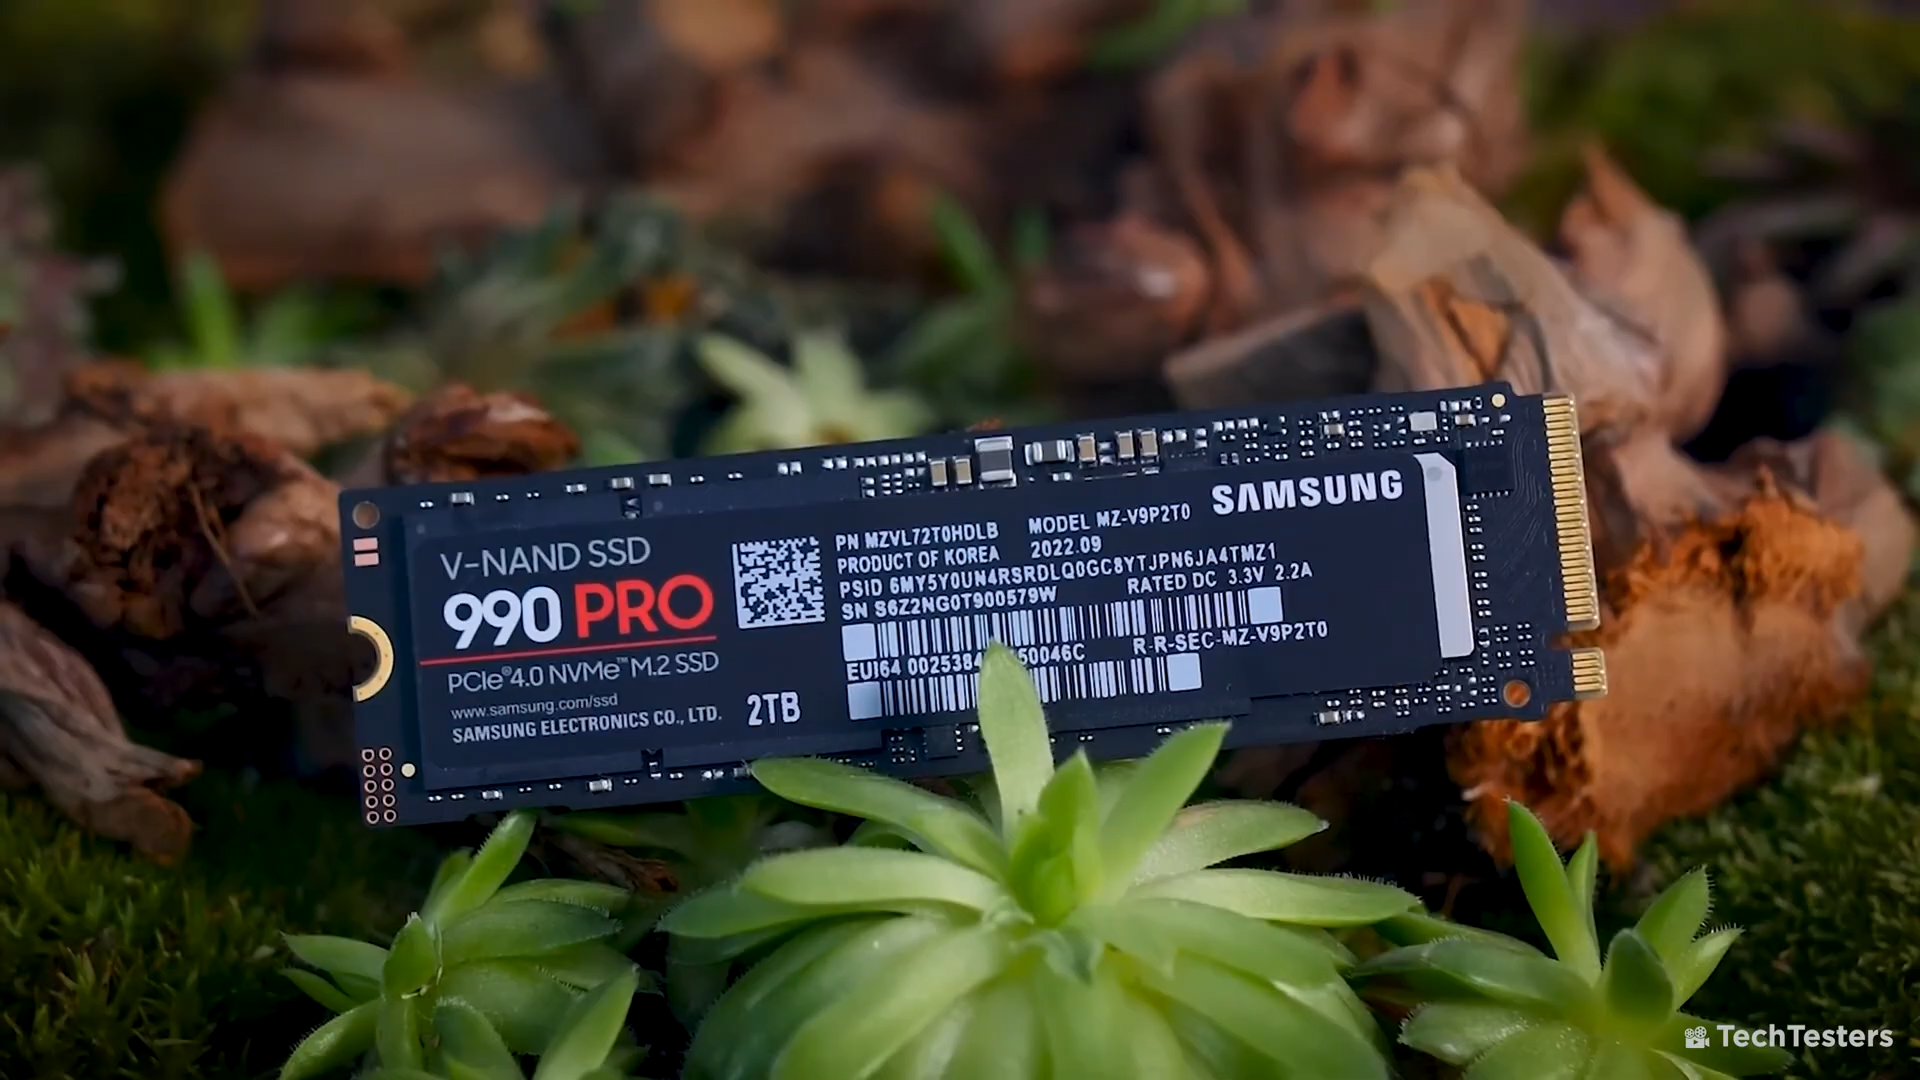 V-NAND SSD
990 PRO
PCIe®4.0 NVMe™M.2 SSD
www.samsung.com/ssd
SAMSUNG ELECTRONICS CO., LTD.
2TB
SAMSUNG
PN MZVL72T0HDLB MODEL MZ-V9P2T0
PRODUCT OF KOREA 2022.09
PSID 6MY5Y0UN4RSRDLQ0GC8YTJPN6JA4TMZ1
SN S6Z2NG0T900579W RATED DC 3.3V 2.2A
EUI64 R-R-SEC-MZ-V9P2T0
TechTesters